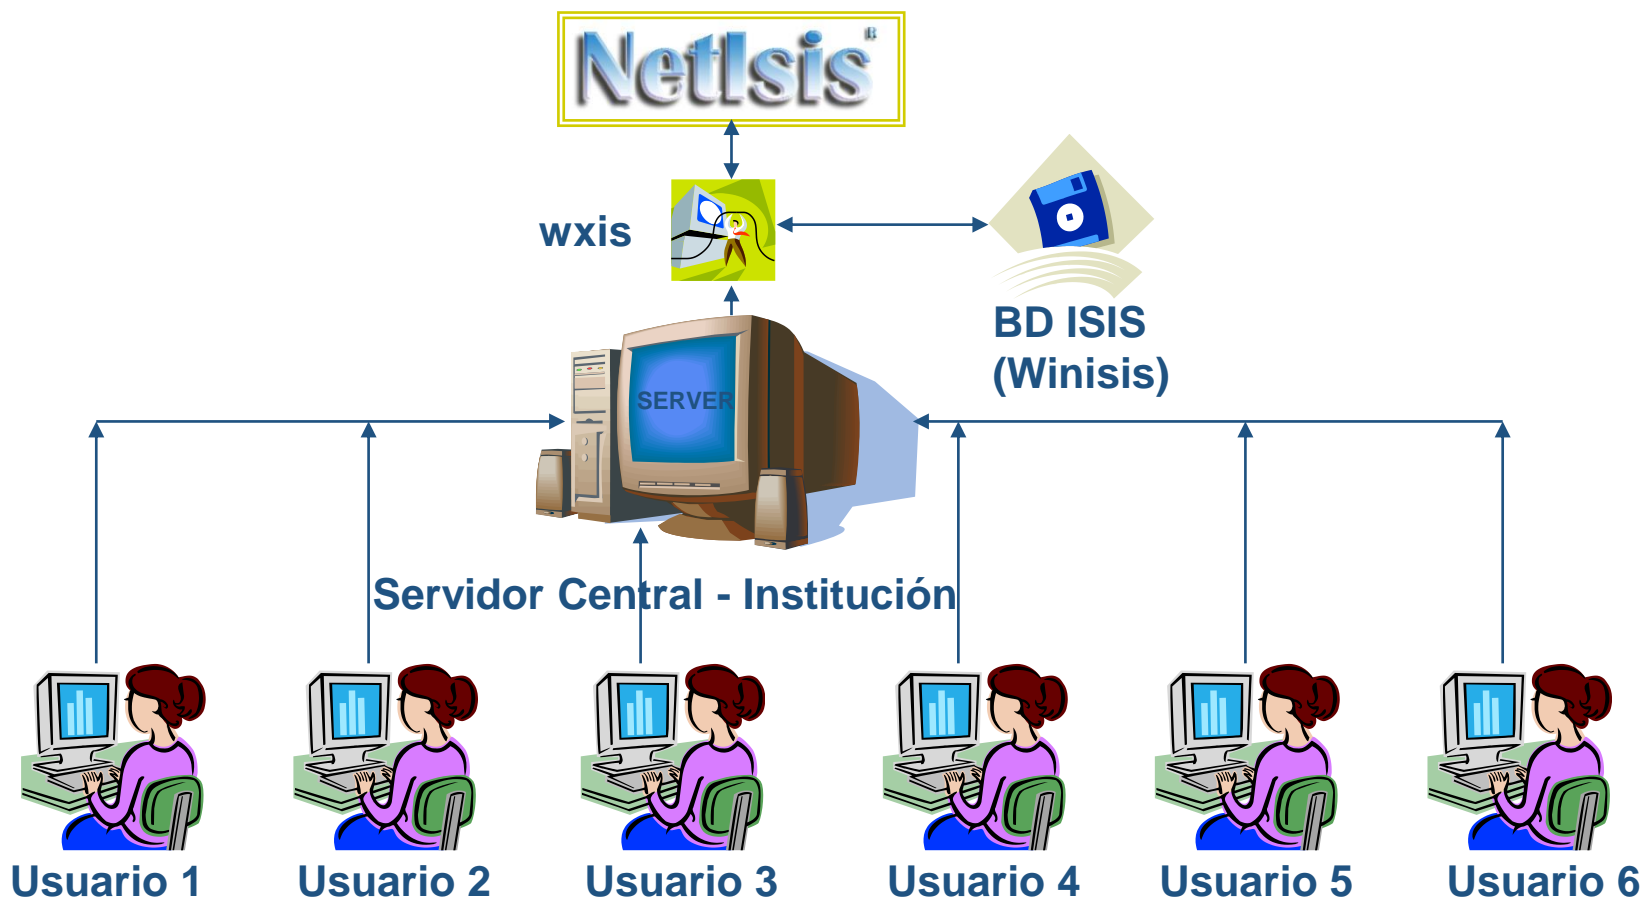 NetIsis®
wxis
BD ISIS
(Winisis)
SERVER
Servidor Central - Institución
Usuario 1
Usuario 2
Usuario 3
Usuario 4
Usuario 5
Usuario 6